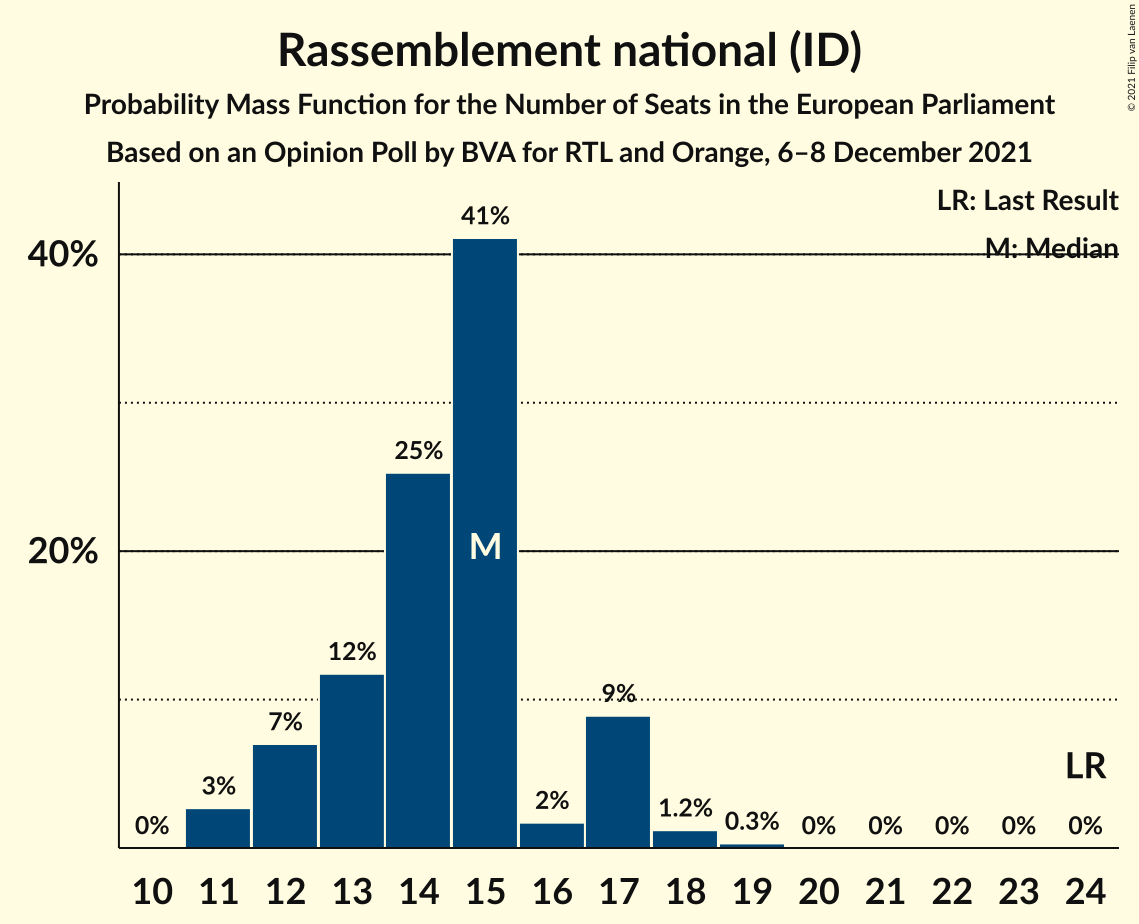 Rassemblement national (ID)
Probability Mass Function for the Number of Seats in the European Parliament
Based on an Opinion Poll by BVA for RTL and Orange, 6–8 December 2021
© 2021 Filip van Laenen
LR: Last Result
M: Median
40%
20%
0%
3%
7%
12%
25%
41%
M
2%
9%
1.2%
0.3%
0%
0%
0%
0%
LR
0%
10 11 12 13 14 15 16 17 18 19 20 21 22 23 24